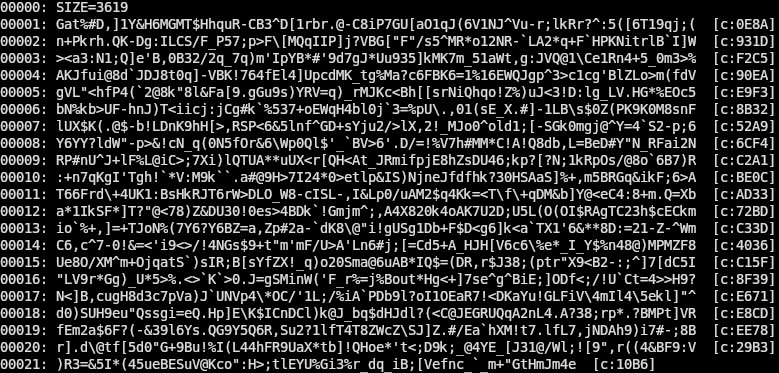 00000: SIZE=3619
00001: Gat%#D,]1Y&H6MGMT$HhquR-CB3^D[1rbr.@-C8iP7GU[aO1qJ(6V1NJ^Vu-r;lkRr?^:5([6T19qj;( [c:0E8A]
00002: n+Pkrh.QK-Dg:ILCS/F_P57;p>F\[MQqIIP]j?VBG["F"/s5^MR*o12NR-`LA2*q+F`HPKNitrlB`I]W [c:931D]
00003: ><a3:N1;Q]e'B,0B32/2q_7q)m'IpYB*#'9d7gJ*Uu935]kMK7m_51aWt,g:JVQ@1\Ce1Rn4+5_0m3>% [c:F2C5]
00004: AKJfui@8d`JDJ8t0q]-VBK!764fEl4]UpcdMK_tg%Ma?c6FBK6=1%16EWQJgp^3>c1cg'BlZLo>m(fdV [c:90EA]
00005: gVL"<hfP4(`2@8k"8l&Fa[9.gGu9s)YRV=q)_rMJKc<Bh[[srNiQhqo!Z%)uJ<3!D:lg_LV.HG*%EOc5 [c:E9F3]
00006: bN%kb>UF-hnJ)T<iicj:jCg#k`%537+oEWqH4bl0j`3=%pU\.,01(sE_X.#]-1LB\s$0Z(PK9K0M8snF [c:8B32]
00007: lUX$K(.@$-b!LDnK9hH[>,RSP<6&5lnf^GD+sYju2/>lX,2!_MJo0^old1;[-SGk0mgj@^Y=4`S2-p;6 [c:52A9]
00008: Y6YY?ldW"-p>&!cN_q(0N5fOr&6\Wp0Ql$'_`BV>6'.D/=!%V7h#MM*C!A!Q8db,L=BeD#Y"N_RFai2N [c:6CF4]
00009: RP#nU^J+lF%L@iC>;7Xi)lQTUA**uUX<r[QH<At_JRmifpjE8hZsDU46;kp?[?N;1kRpOs/@8o`6B7)R [c:C2A1]
00010: :+n7qKgI'Tgh!`*V:M9k``.a#@9H>7I24*0>etlp&IS)NjneJfdfhk?30HSAaS]%+,m5BRGq&ikF;6>A [c:BE0C]
00011: T66Frd\+4UK1:BsHkRJT6rW>DLO_W8-cISL-,I&Lp0/uAM2$q4Kk=<T\f\+qDM&b]Y@<eC4:8+m.Q=Xb [c:AD33]
00012: a*1IkSF*]T?"@<78)Z&DU30!0es>4BDk`!Gmjm^;,A4X820k4oAK7U2D;U5L(O(OI$RAgTC23h$cECkm [c:72BD]
00013: io`%+,]=+TJoN%(7Y6?Y6BZ=a,Zp#2a-`dK8\@"i!gUSg1Db+F$D<g6]k<a`TX1'6&**8D:=21-Z-^Wm [c:C33D]
00014: C6,c^7-0!&=<'i9<>/!4NGs$9+t"m'mF/U>A'Ln6#j;[=Cd5+A_HJH[V6c6\%e*_I_Y$%n48@)MPMZF8 [c:4036]
00015: Ue8O/XM^m+OjqatS`)sIR;B[sYfZX!_q)o20Sma@6uAB*IQ$=(DR,r$J38;(ptr"X9<B2-:;^]7[dC5I [c:C15F]
00016: "LV9r*Gg)_U*5>%.<>`K`>0.J=gSMinW('F_r%=j%Bout*Hg<+]7se^g^BiE;]ODf<;/!U`Ct=4>>H9? [c:8F39]
00017: N<]B,cugH8d3c7pVa)J`UNVp4\*OC/'1L;/%iA`PDb9l?oI1OEaR7!<DKaYu!GLFiV\4mIl4\5ekl]"^ [c:E671]
00018: d0)SUH9eu"Qssgi=eQ.Hp]E\K$ICnDCl)k@J_bq$dHJdl?(<C@JEGRUQqA2nL4.A?38;rp*.?BMPt]VR [c:E8CD]
00019: fEm2a$6F?(-&39l6Ys.QG9Y5Q6R,Su2?1lfT4T8ZWcZ\SJ]Z.#/Ea`hXM!t7.lfL7,jNDAh9)i7#-;8B [c:EE78]
00020: r].d\@tf[5d0"G+9Bu!%I(L44hFR9UaX*tb]!QHoe*'t<;D9k;_@4YE_[J31@/Wl;![9",r((4&BF9:V [c:29B3]
00021: )R3=&5I*(45ueBESuV@Kco":H>;tlEYU%Gi3%r_dq_iB;[Vefnc_`_m+"GtHmJm4e [c:10B6]